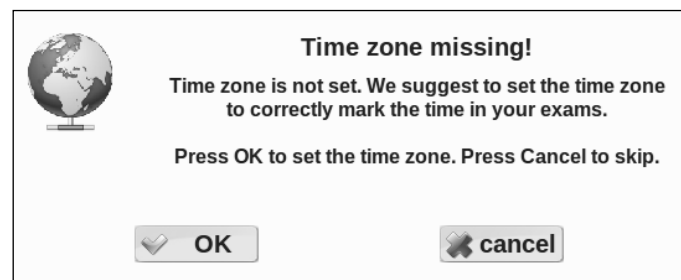 Time zone missing!
Time zone is not set. We suggest to set the time zone
to correctly mark the time in your exams.
Press OK to set the time zone. Press Cancel to skip.
OK
cancel